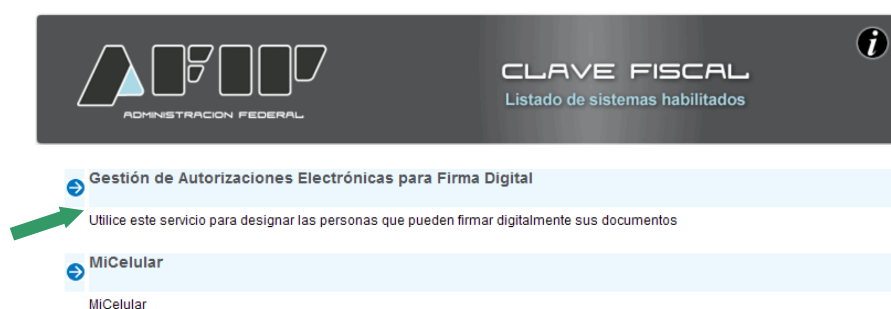 AFIP
ADMINISTRACION FEDERAL
CLAVE FISCAL
Listado de sistemas habilitados
i
Gestión de Autorizaciones Electrónicas para Firma Digital
Utilice este servicio para designar las personas que pueden firmar digitalmente sus documentos
MiCelular
MiCelular